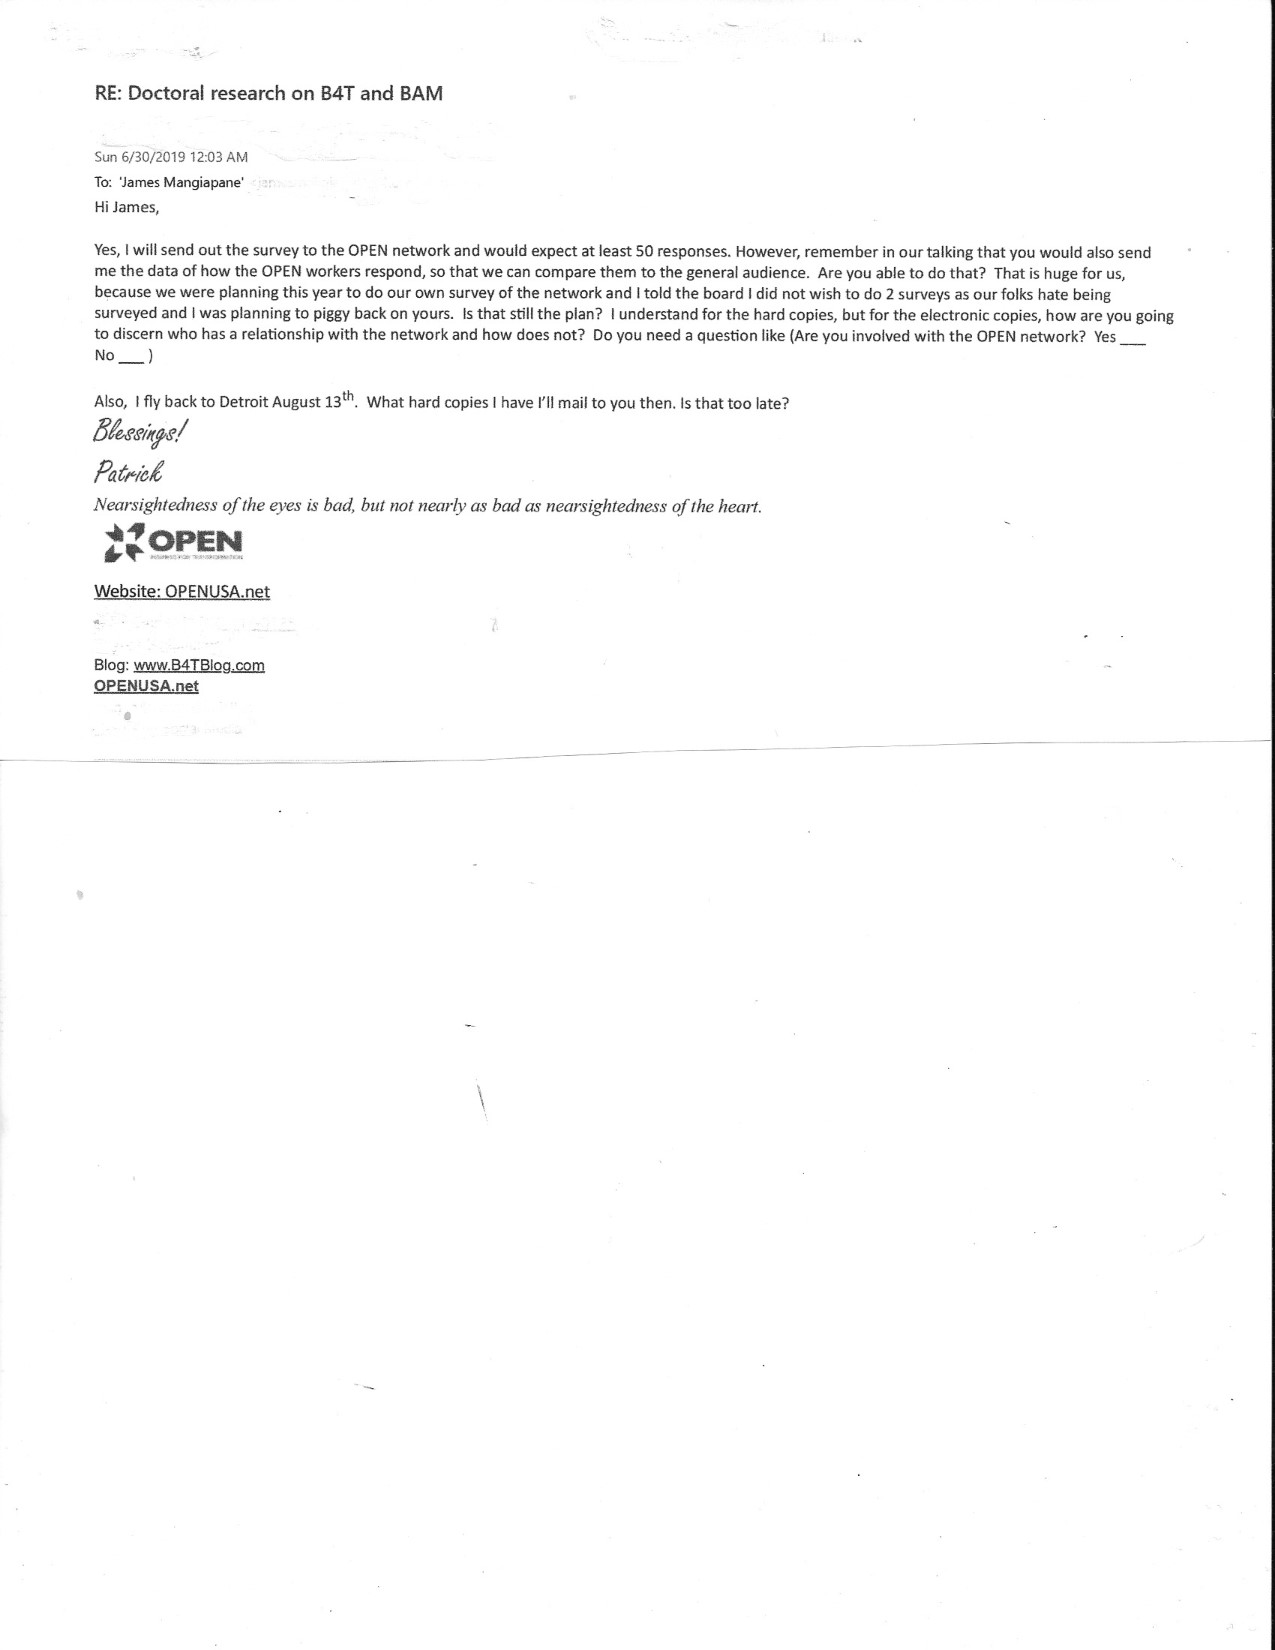 RE: Doctoral research on B4T and BAM
Sun 6/30/2019 12:03 AM
To: 'James Mangiapane'
Hi James,
Yes, I will send out the survey to the OPEN network and would expect at least 50 responses. However, remember in our talking that you would also send
me the data of how the OPEN workers respond, so that we can compare them to the general audience. Are you able to do that? That is huge for us,
because we were planning this year to do our own survey of the network and I told the board I did not wish to do 2 surveys as our folks hate being
surveyed and I was planning to piggy back on yours. Is that still the plan? I understand for the hard copies, but for the electronic copies, how are you going
to discern who has a relationship with the network and how does not? Do you need a question like (Are you involved with the OPEN network? Yes ___
No ___ )
Also, I fly back to Detroit August 13th. What hard copies I have I'll mail to you then. Is that too late?
Blessings!
Patrick
Nearsightedness of the eyes is bad, but not nearly as bad as nearsightedness of the heart.
OPEN
BUSINESS FOR TRANSFORMATION
Website: OPENUSA.net
Blog: www.B4TBlog.com
OPENUSA.net